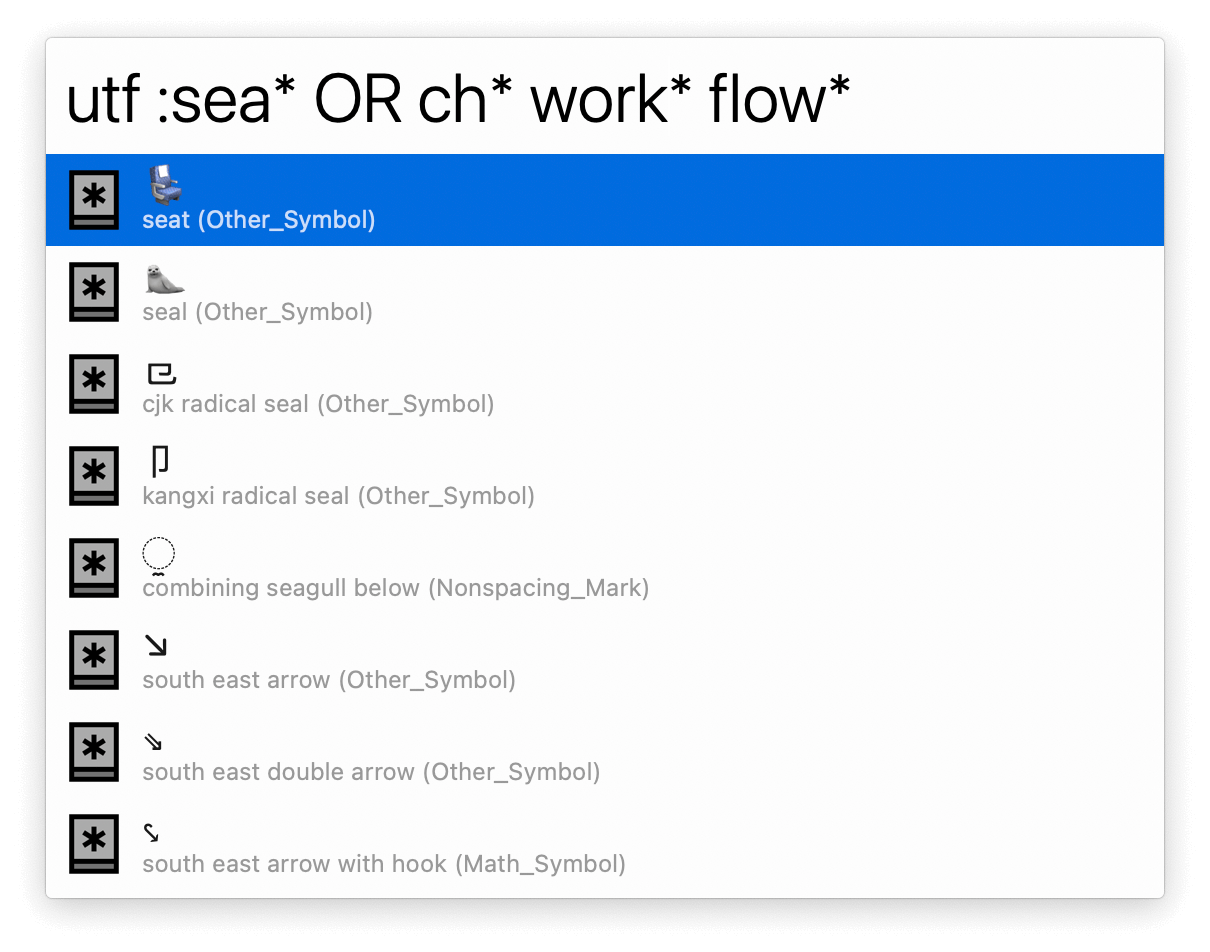 utf :sea* OR ch* work* flow*
💺
seat (Other_Symbol)
🦭
seal (Other_Symbol)
⺋
cjk radical seal (Other_Symbol)
⼙
kangxi radical seal (Other_Symbol)
◌̼
combining seagull below (Nonspacing_Mark)
↘
south east arrow (Other_Symbol)
⇘
south east double arrow (Other_Symbol)
⤥
south east arrow with hook (Math_Symbol)